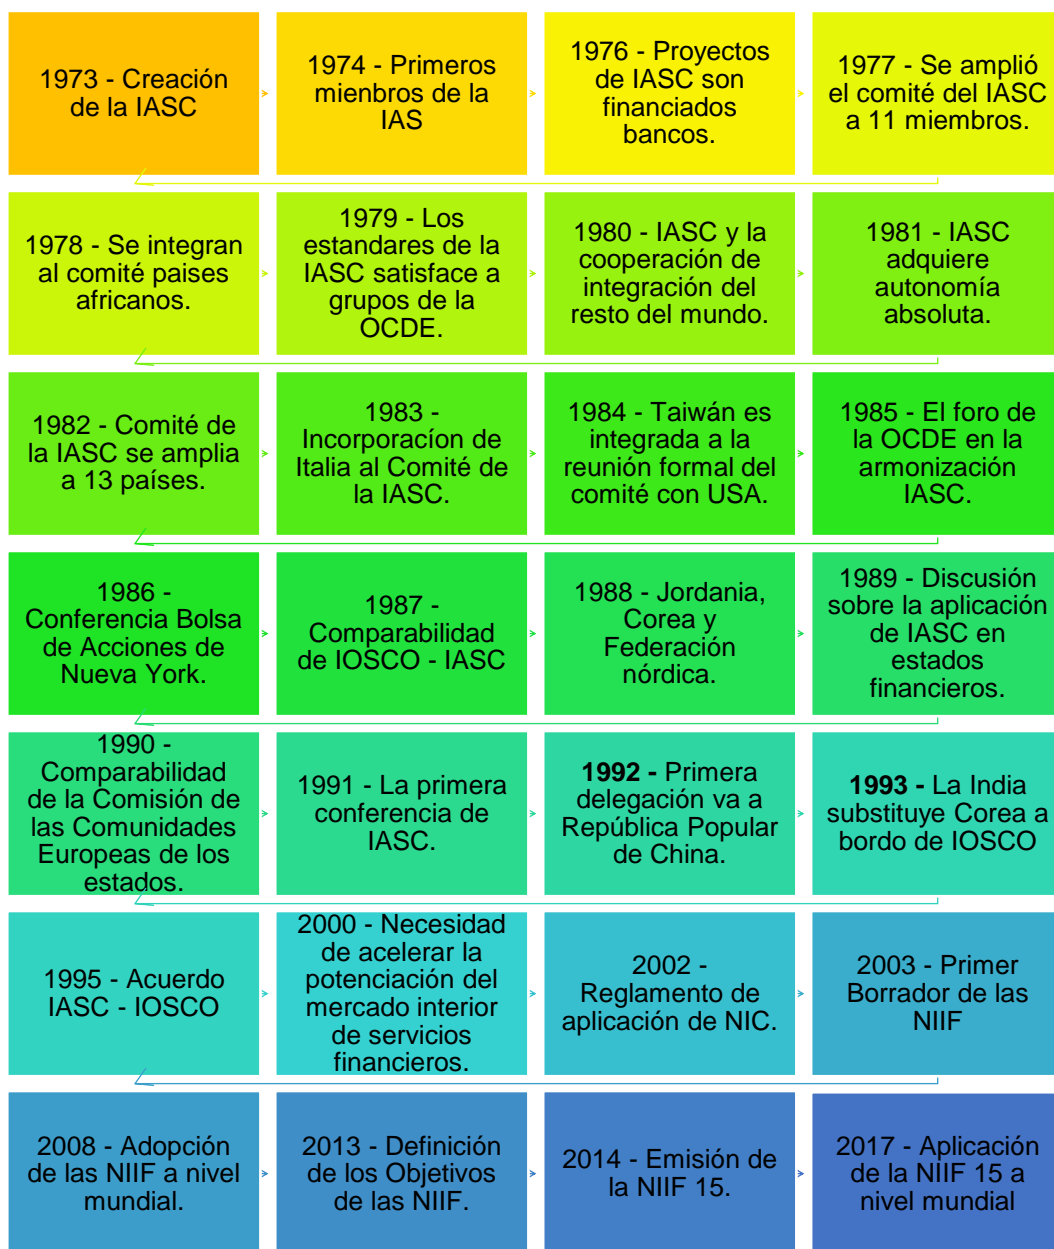 1973 - Creación
de la IASC
1974 - Primeros
mienbros de la
IAS
1976 - Proyectos
de IASC son
financiados
bancos.
1977 - Se amplió
el comité del IASC
a 11 miembros.
1978 - Se integran
al comité paises
africanos.
1979 - Los
estandares de la
IASC satisface a
grupos de la
OCDE.
1980 - IASC y la
cooperación de
integración del
resto del mundo.
1981 - IASC
adquiere
autonomía
absoluta.
1982 - Comité de
la IASC se amplia
a 13 países.
1983 -
Incorporacíon de
Italia al Comité de
la IASC.
1984 - Taiwán es
integrada a la
reunión formal del
comité con USA.
1985 - El foro de
la OCDE en la
armonización
IASC.
1986 -
Conferencia Bolsa
de Acciones de
Nueva York.
1987 -
Comparabilidad
de IOSCO - IASC
1988 - Jordania,
Corea y
Federación
nórdica.
1989 - Discusión
sobre la aplicación
de IASC en
estados
financieros.
1990 -
Comparabilidad
de la Comisión de
las Comunidades
Europeas de los
estados.
1991 - La primera
conferencia de
IASC.
1992 - Primera
delegación va a
República Popular
de China.
1993 - La India
substituye Corea a
bordo de IOSCO
1995 - Acuerdo
IASC - IOSCO
2000 - Necesidad
de acelerar la
potenciación del
mercado interior
de servicios
financieros.
2002 -
Reglamento de
aplicación de NIC.
2003 - Primer
Borrador de las
NIIF
2008 - Adopción
de las NIIF a nivel
mundial.
2013 - Definición
de los Objetivos
de las NIIF.
2014 - Emisión de
la NIIF 15.
2017 - Aplicación
de la NIIF 15 a
nivel mundial